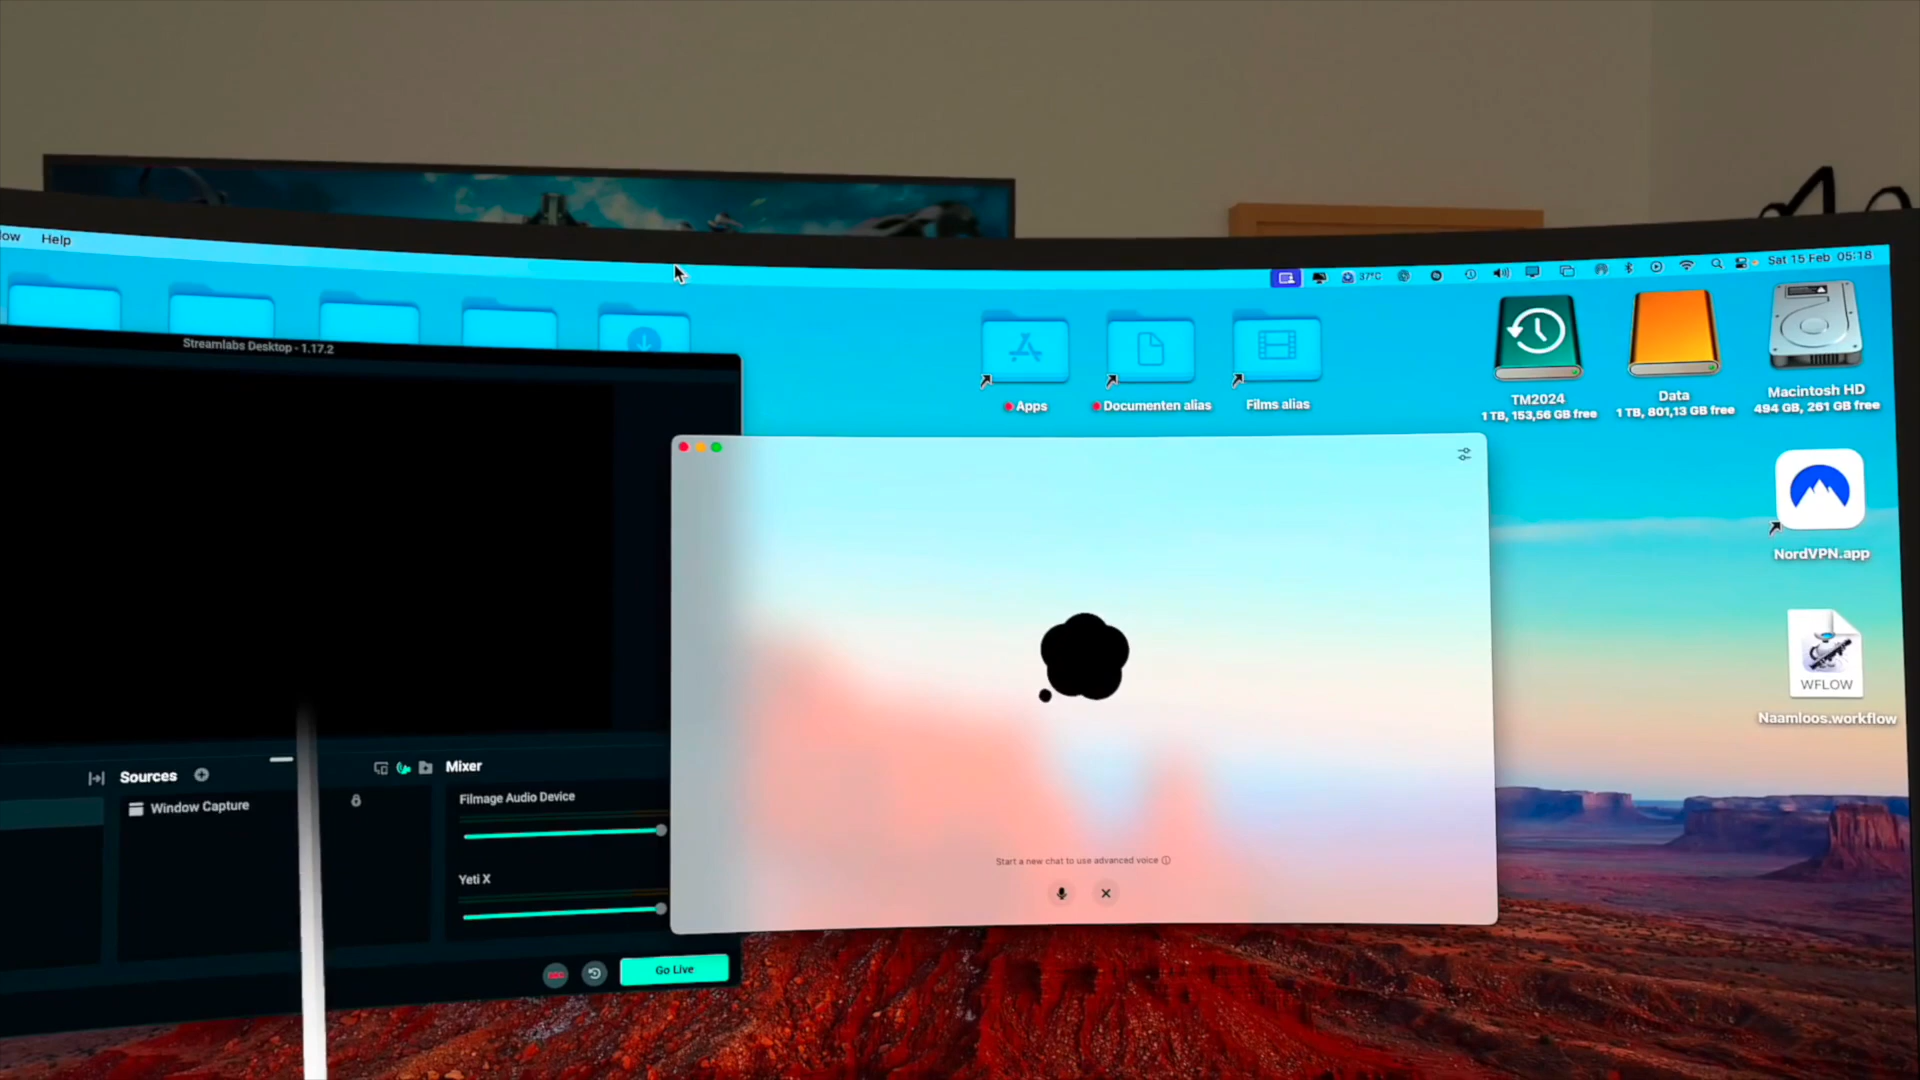 low Help
37°C
Sat 15 Feb 05:18
Streamlabs Desktop - 1.17.2
Apps
Documenten alias
Films alias
TM2024
1 TB, 153,56 GB free
Data
1 TB, 801,13 GB free
Macintosh HD
494 GB, 261 GB free
NordVPN.app
WFLOW
Naamloos.workflow
Sources
Window Capture
Mixer
Filmage Audio Device
Yeti X
REC
Go Live
Start a new chat to use advanced voice